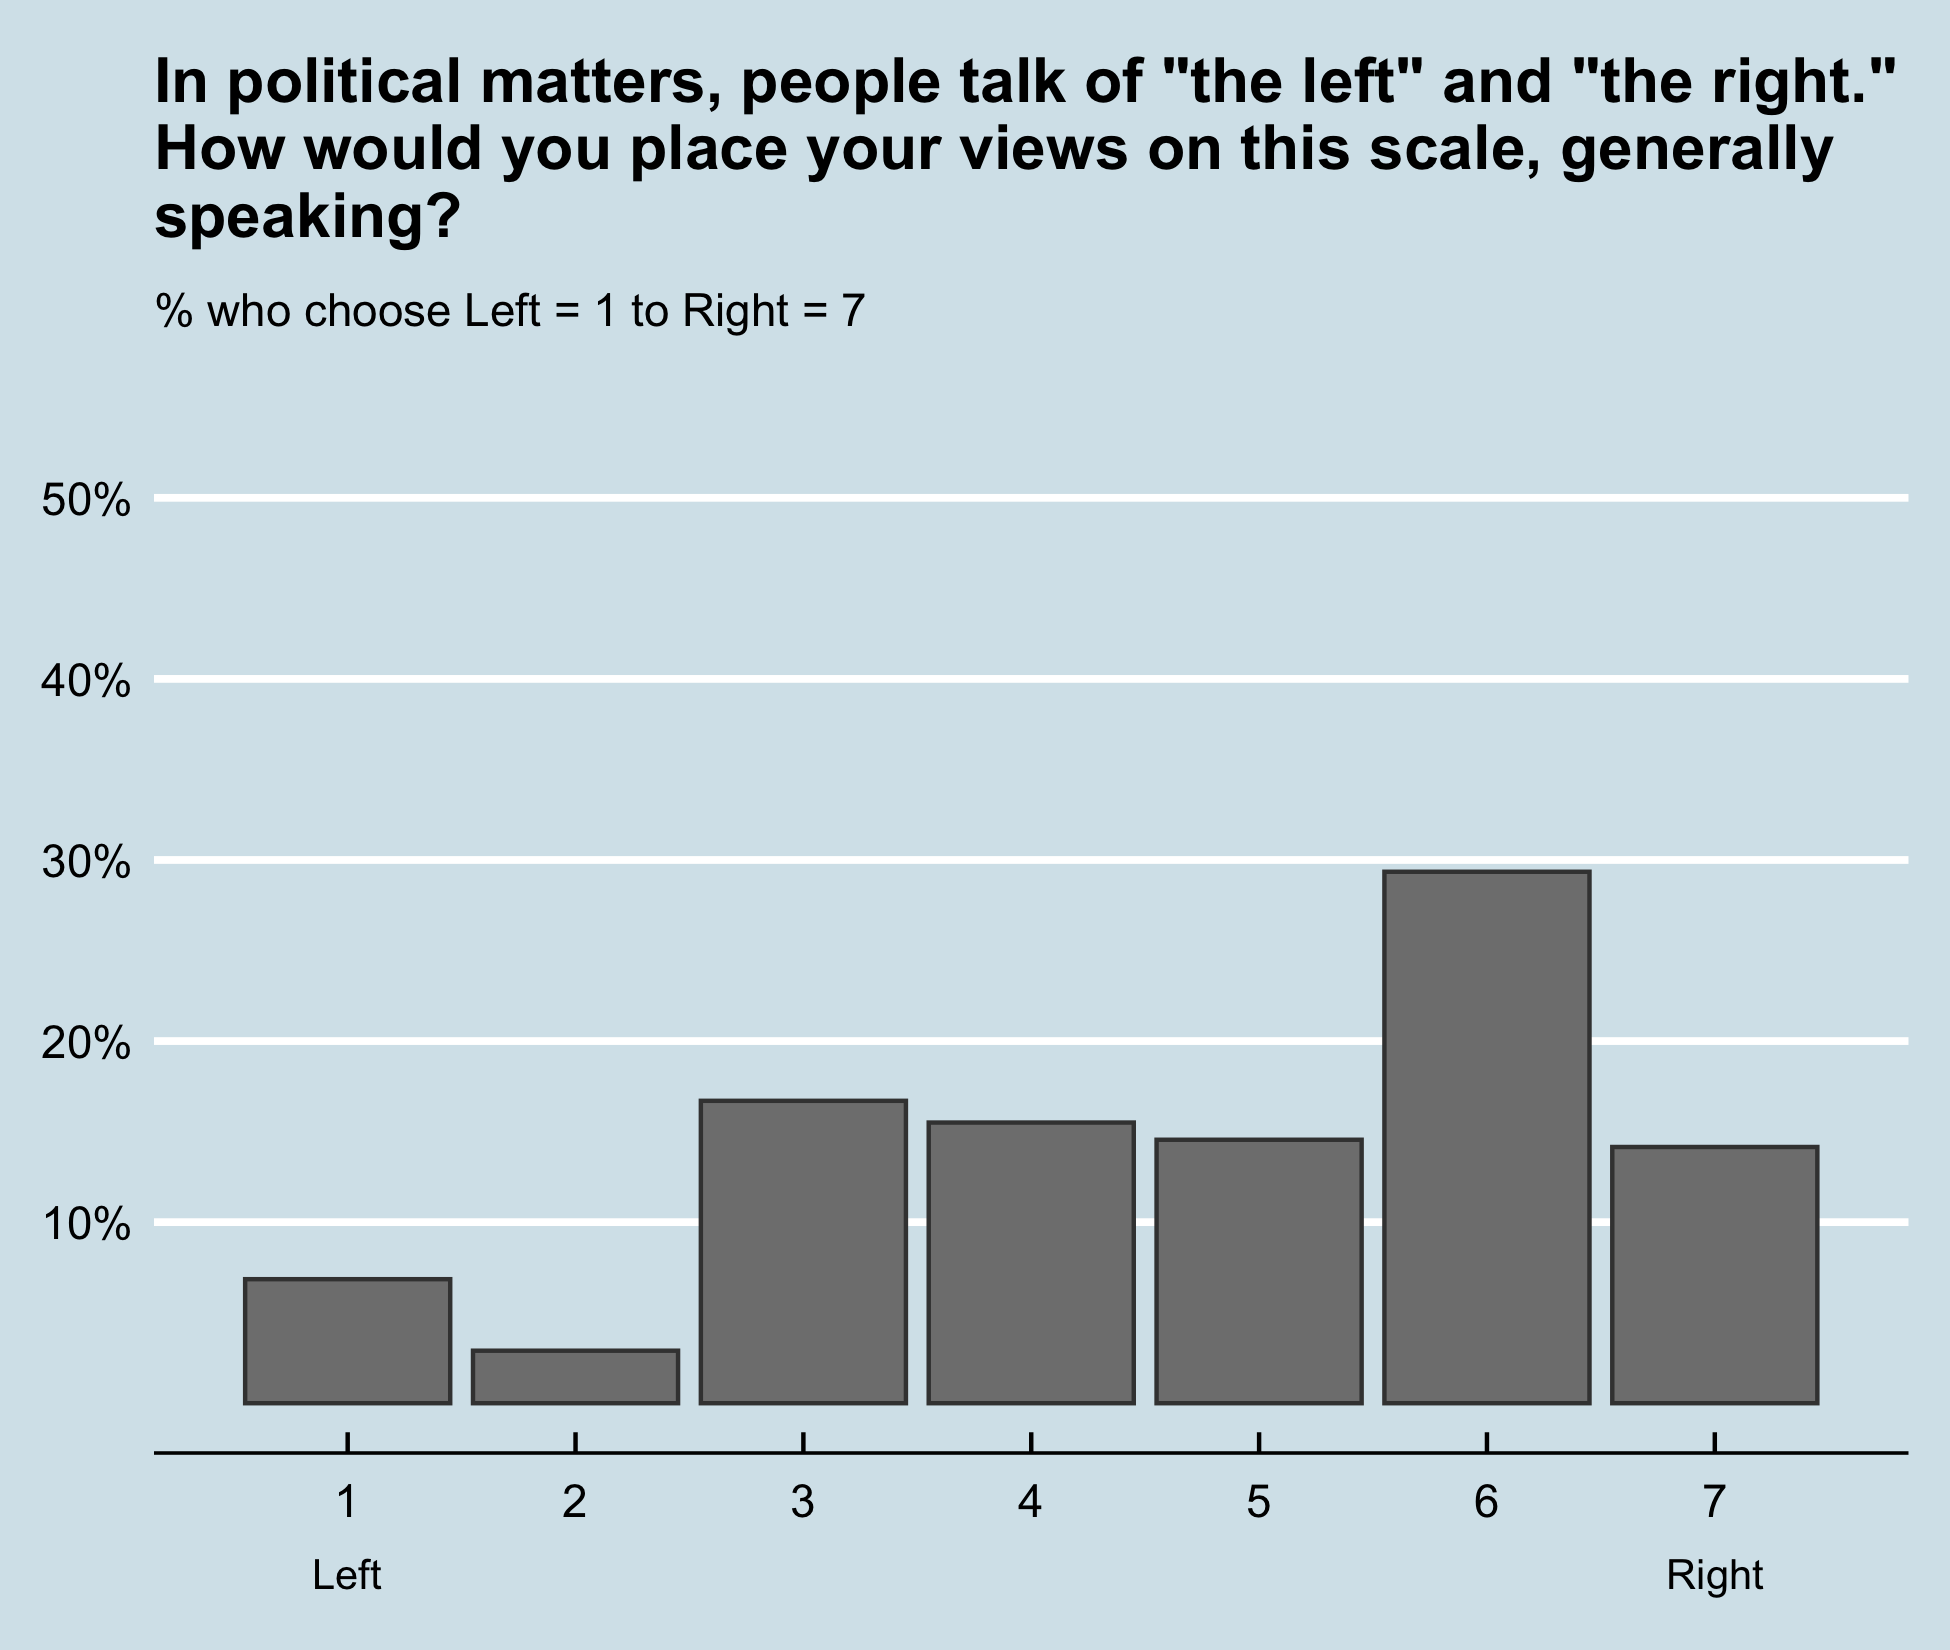 In political matters, people talk of "the left" and "the right."
How would you place your views on this scale, generally
speaking?
% who choose Left = 1 to Right = 7
50%
40%
30%
20%
10%
1 2 3 4 5 6 7
Left Right